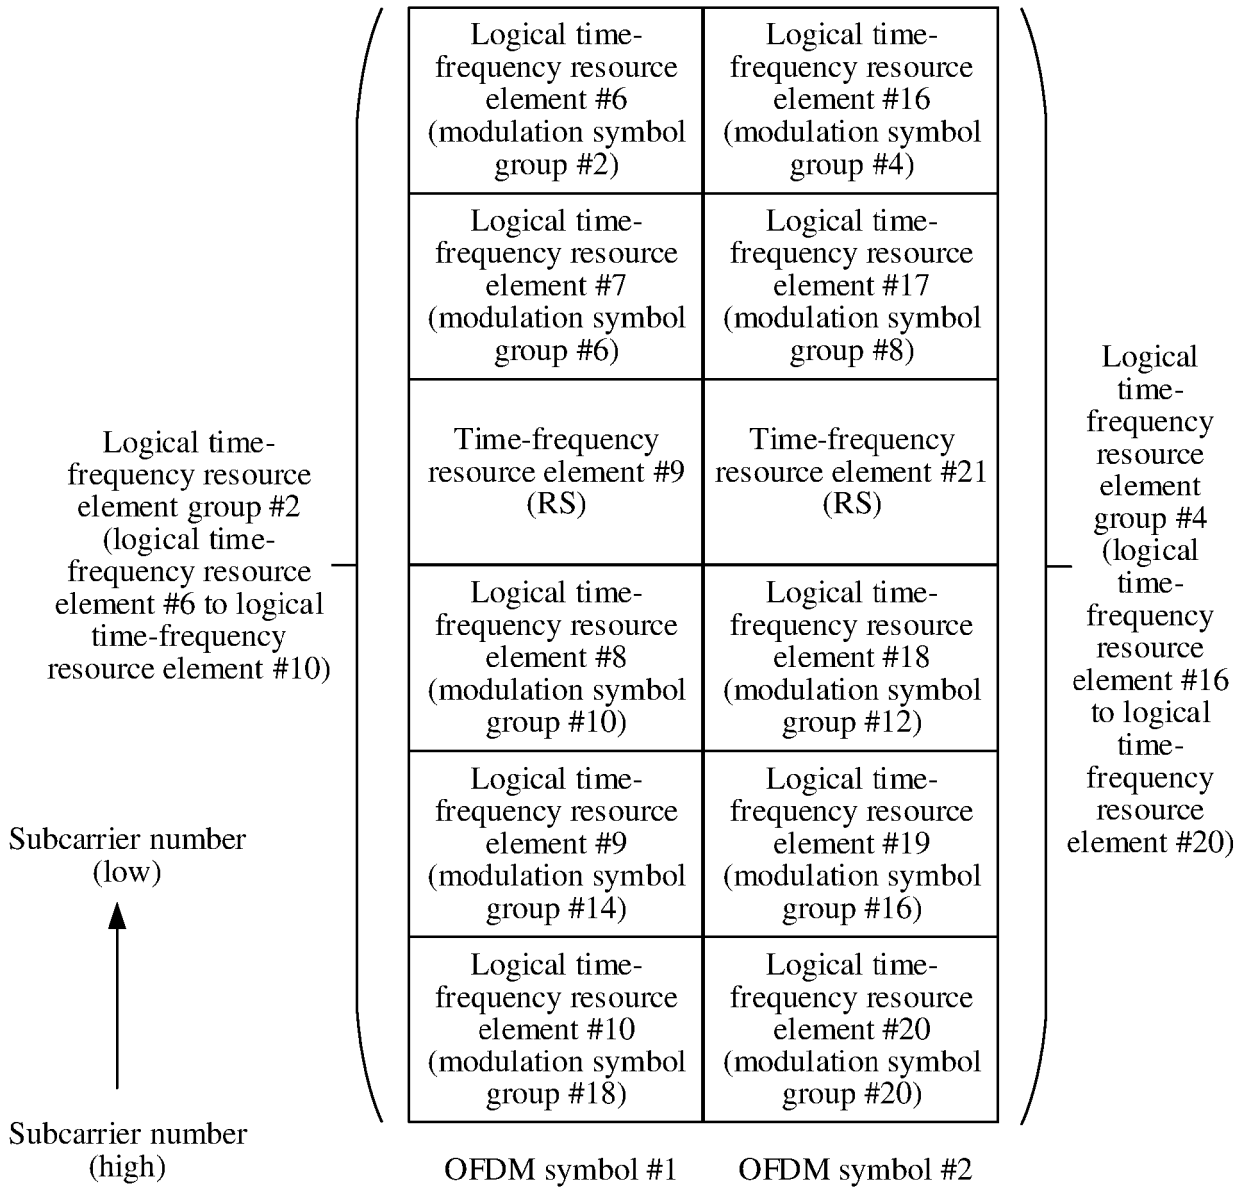 Logical time-
frequency resource
element #6
(modulation symbol
group #2)
Logical time-
frequency resource
element #16
(modulation symbol
group #4)
Logical time-
frequency resource
element #7
(modulation symbol
group #6)
Logical time-
frequency resource
element #17
(modulation symbol
group #8)
Time-frequency
resource element #9
(RS)
Time-frequency
resource element #21
(RS)
Logical time-
frequency resource
element #8
(modulation symbol
group #10)
Logical time-
frequency resource
element #18
(modulation symbol
group #12)
Logical time-
frequency resource
element #9
(modulation symbol
group #14)
Logical time-
frequency resource
element #19
(modulation symbol
group #16)
Logical time-
frequency resource
element #10
(modulation symbol
group #18)
Logical time-
frequency resource
element #20
(modulation symbol
group #20)
OFDM symbol #1
OFDM symbol #2
Logical time-
frequency resource
element group #2
(logical time-
frequency resource
element #6 to logical
time-frequency
resource element #10)
Subcarrier number
(low)
Subcarrier number
(high)
Logical
time-
frequency
resource
element
group #4
(logical
time-
frequency
resource
element #16
to logical
time-
frequency
resource
element #20)